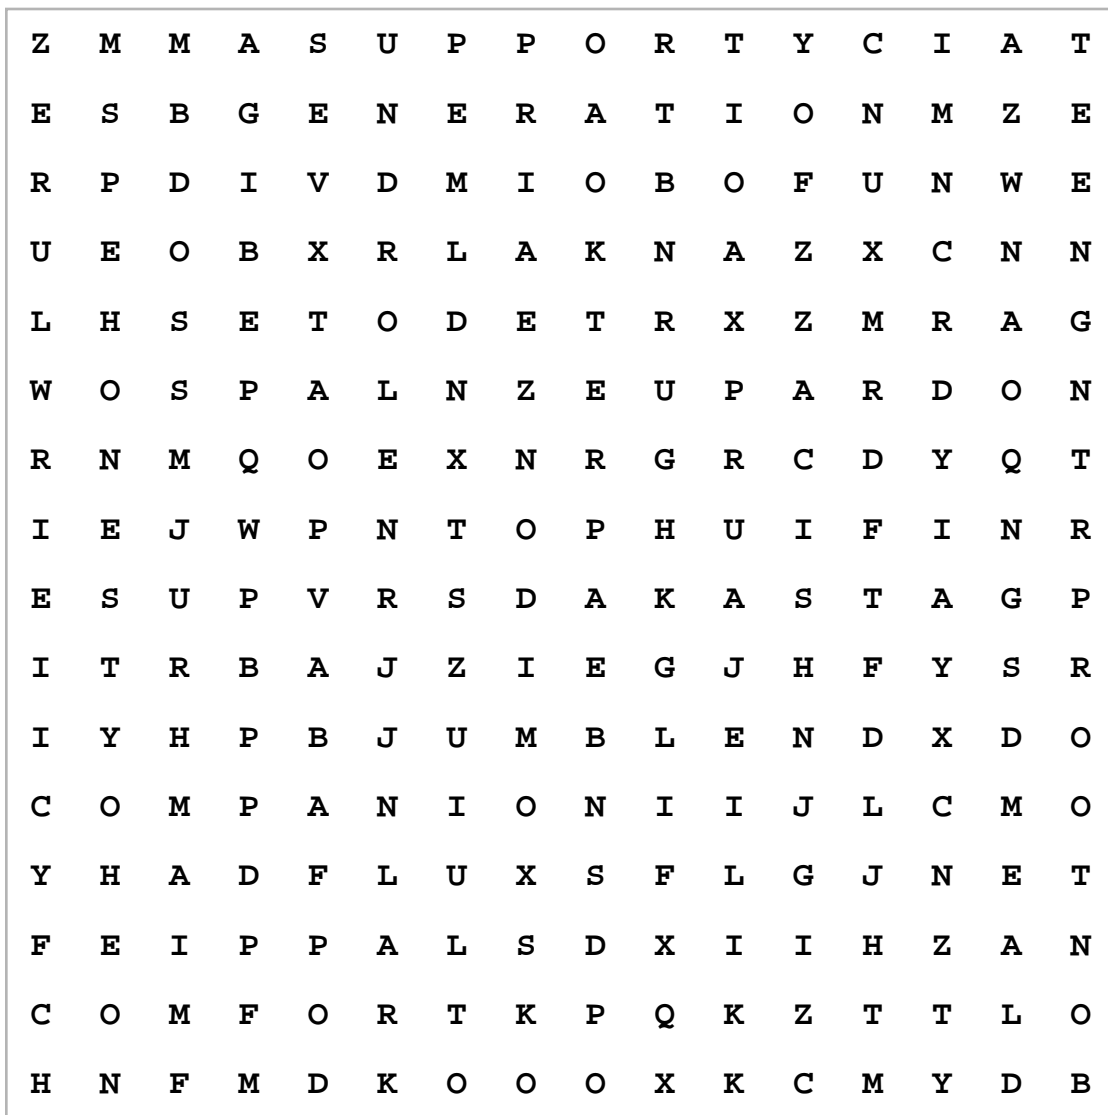 Z M M A S U P P O R T Y C I A T
E S B G E N E R A T I O N M Z E
R P D I V D M I O B O F U N W E
U E O B X R L A K N A Z X C N N
L H S E T O D E T R X Z M R A G
W O S P A L N Z E U P A R D O N
R N M Q O E X N R G R C D Y Q T
I E J W P N T O P H U I F I N R
E S U P V R S D A K A S T A G P
I T R B A J Z I E G J H F Y S R
I Y H P B J U M B L E N D X D O
C O M P A N I O N I I J L C M O
Y H A D F L U X S F L G J N E T
F E I P P A L S D X I I H Z A N
C O M F O R T K P Q K Z T T L O
H N F M D K O O O X K C M Y D B